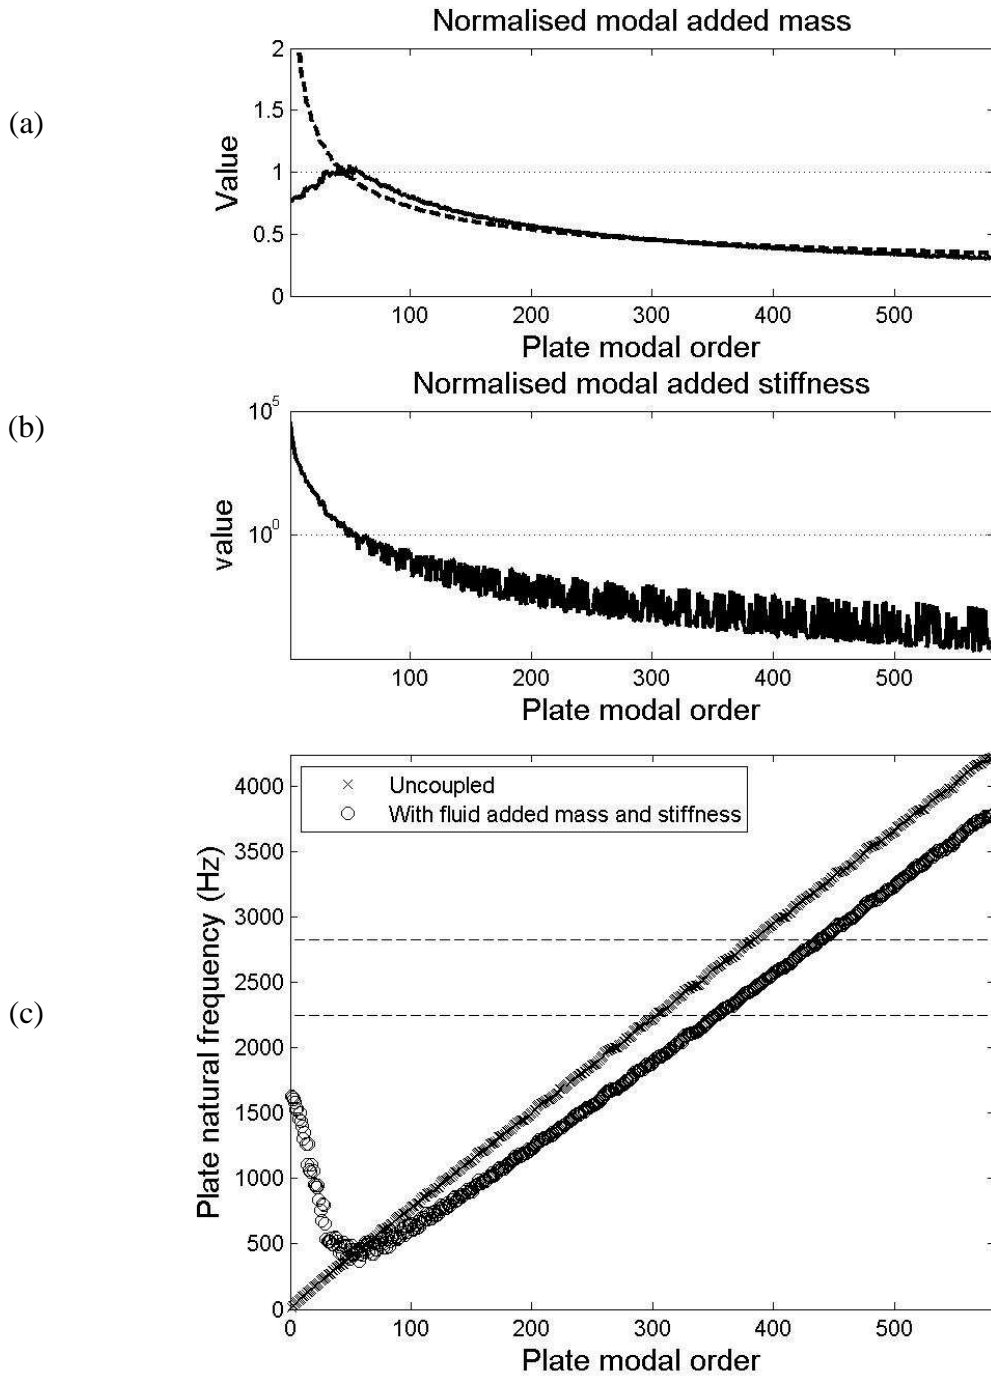 Normalised modal added mass
(a)
Value
2
1.5
1
0.5
0
100 200 300 400 500
Plate modal order
Normalised modal added stiffness
(b)
value
10^5
10^0
100 200 300 400 500
Plate modal order
(c)
Plate natural frequency (Hz)
Uncoupled
With fluid added mass and stiffness
4000
3500
3000
2500
2000
1500
1000
500
0
0 100 200 300 400 500
Plate modal order